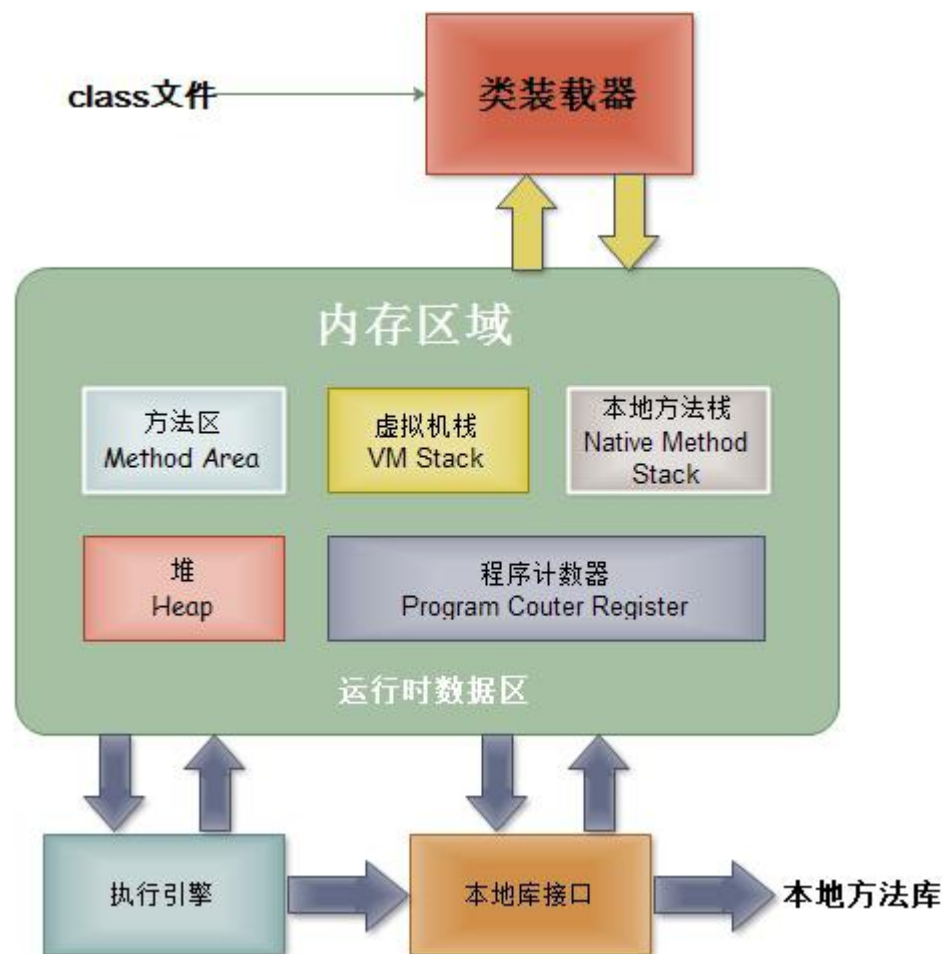 class文件
类装载器
内存区域
方法区
Method Area
虚拟机栈
VM Stack
本地方法栈
Native Method
Stack
堆
Heap
程序计数器
Program Couter Register
运行时数据区
执行引擎
本地库接口
本地方法库